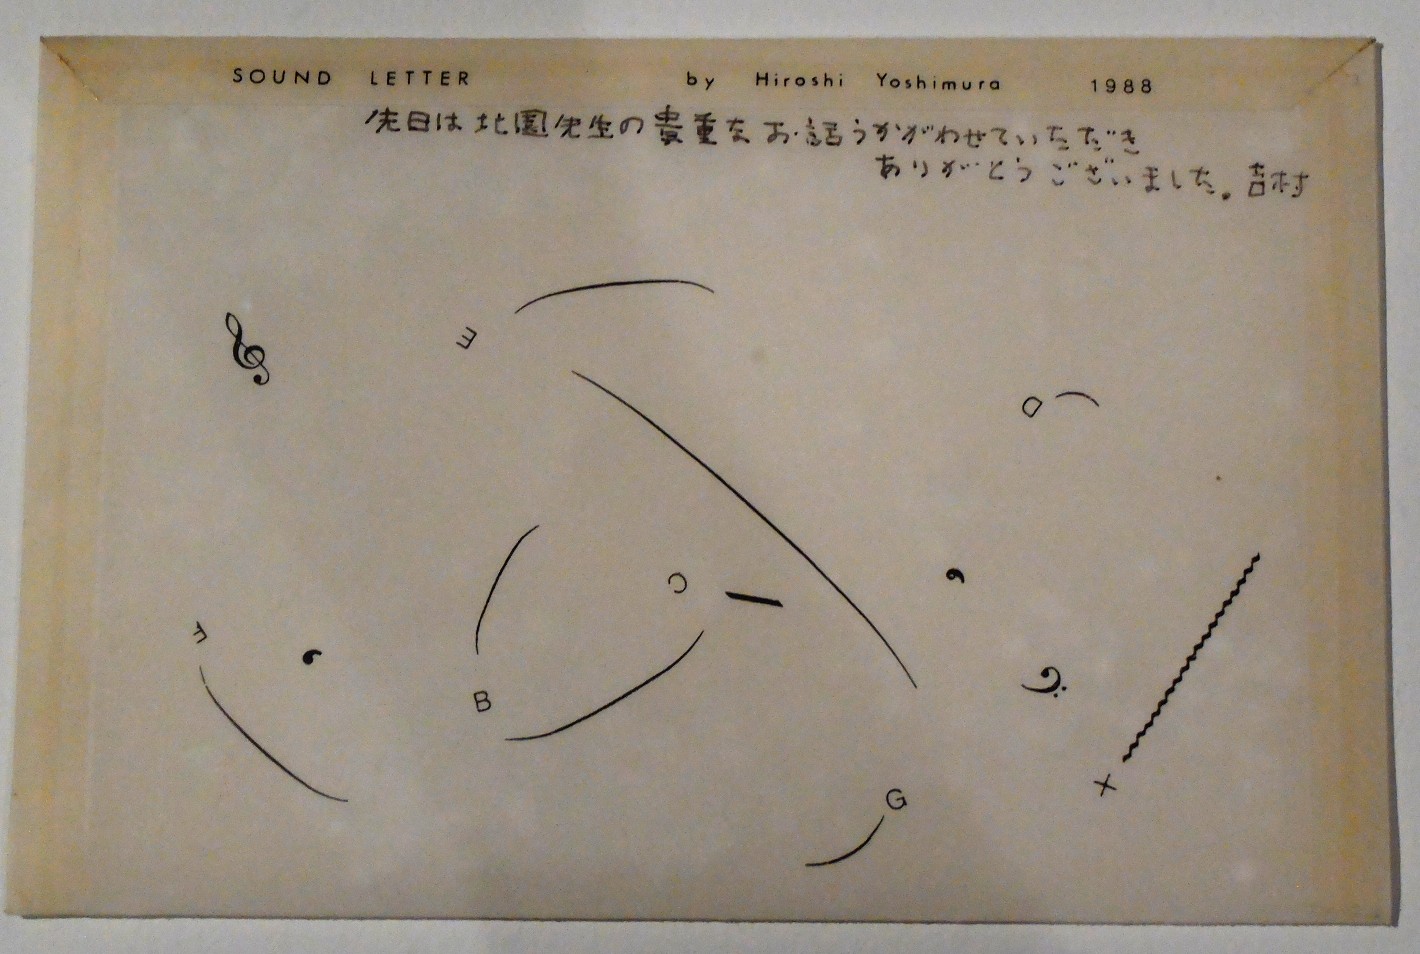 SOUND LETTER by Hiroshi Yoshimura 1988
先日は北園先生の貴重なお話うかがわせていただき
ありがとうございました。吉村
E
D
C
F
B
G
x